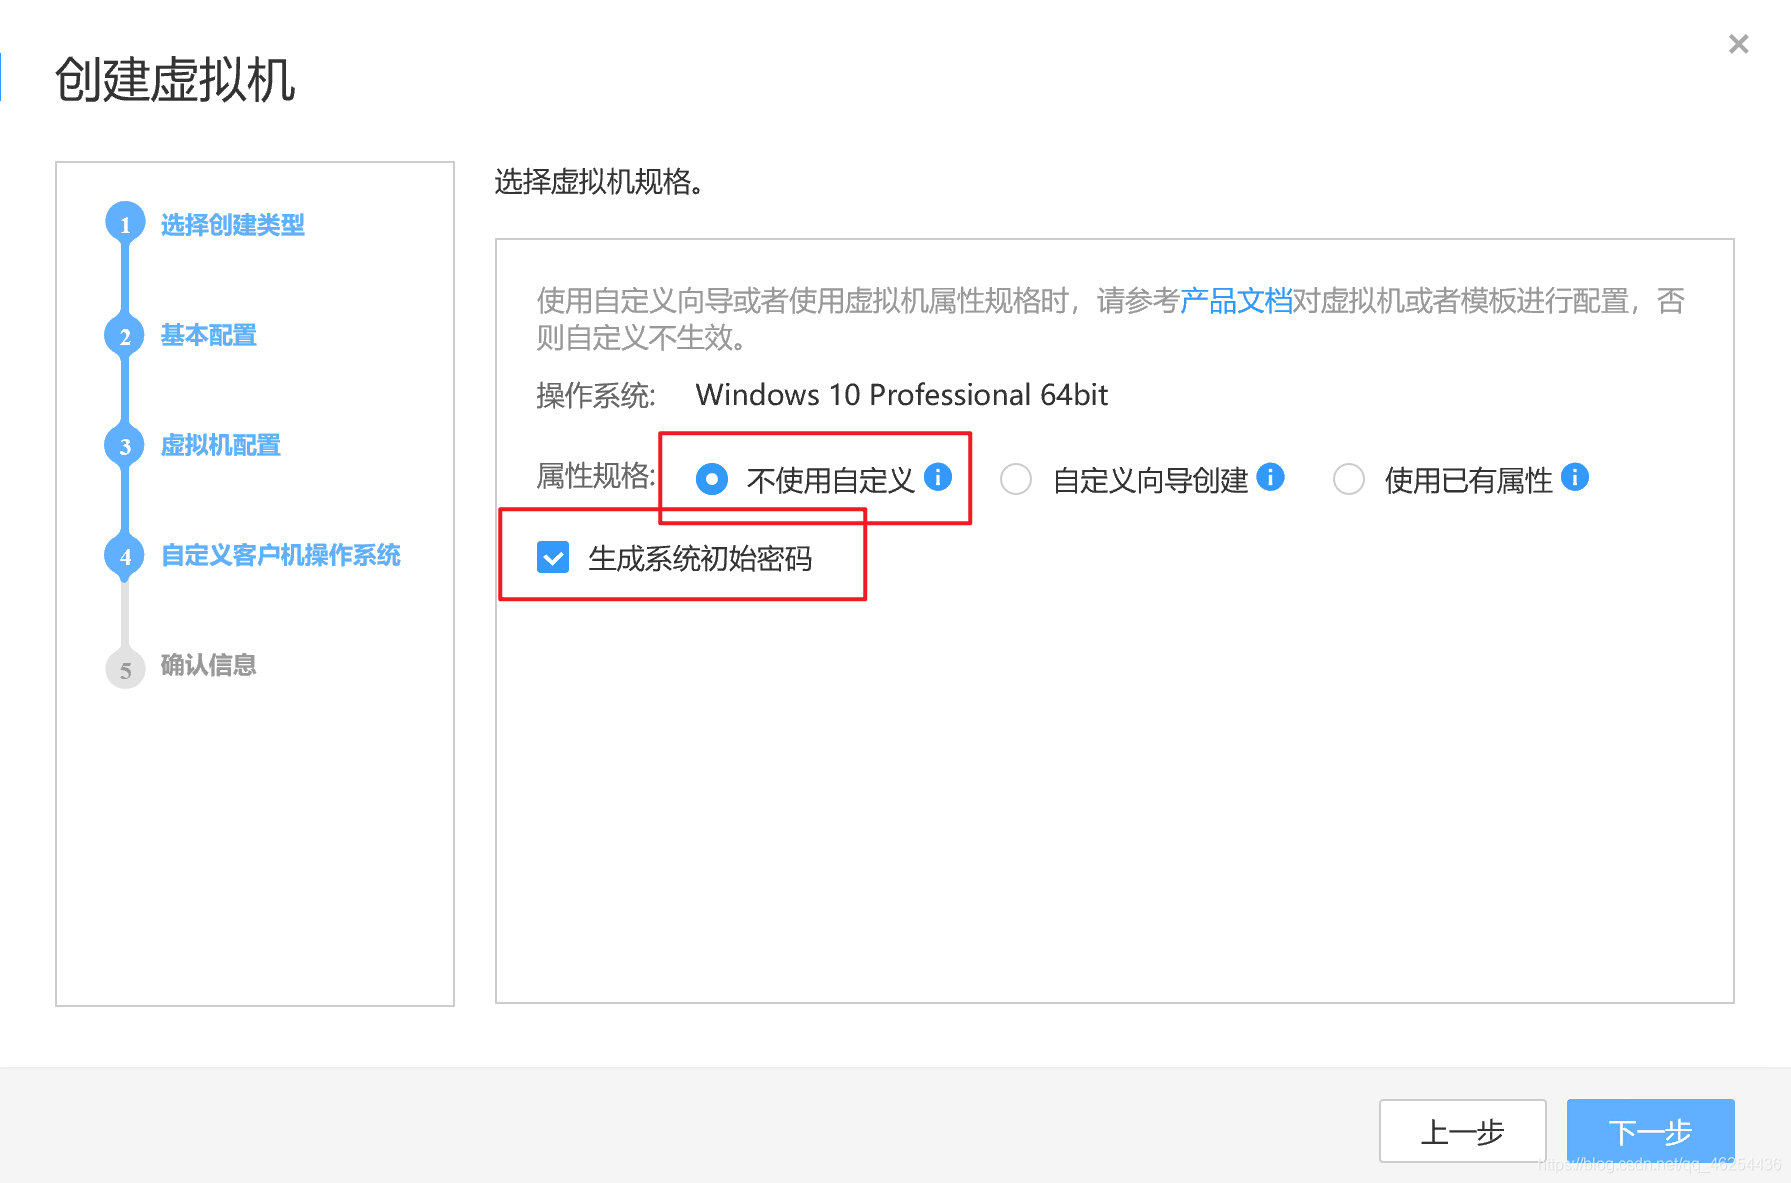 创建虚拟机
1 选择创建类型
2 基本配置
3 虚拟机配置
4 自定义客户机操作系统
5 确认信息
选择虚拟机规格。
使用自定义向导或者使用虚拟机属性规格时，请参考产品文档对虚拟机或者模板进行配置，否
则自定义不生效。
操作系统: Windows 10 Professional 64bit
属性规格: 不使用自定义 自定义向导创建 使用已有属性
生成系统初始密码
上一步 下一步
https://blog.csdn.net/qq_46254436